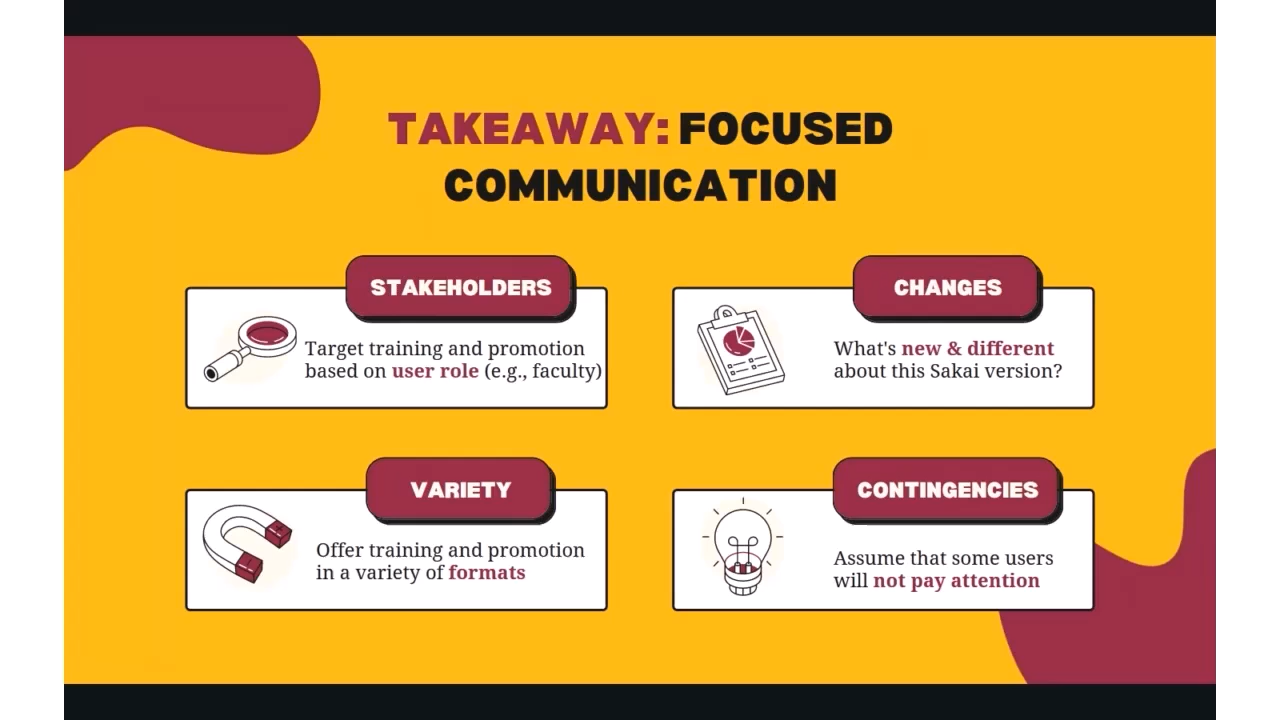 TAKEAWAY: FOCUSED
COMMUNICATION
STAKEHOLDERS
Target training and promotion
based on user role (e.g., faculty)
CHANGES
What's new & different
about this Sakai version?
VARIETY
Offer training and promotion
in a variety of formats
CONTINGENCIES
Assume that some users
will not pay attention